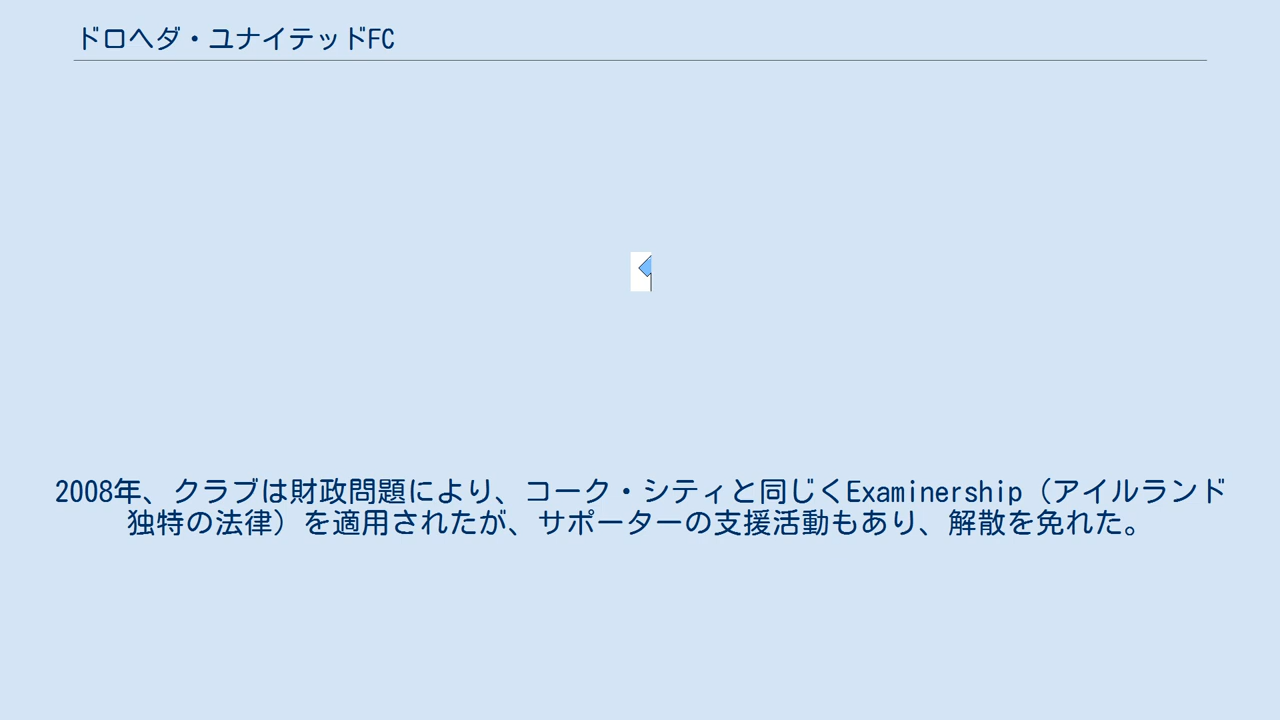 ドロヘダ・ユナイテッドFC
2008年、クラブは財政問題により、コーク・シティと同じくExaminership（アイルランド
独特の法律）を適用されたが、サポーターの支援活動もあり、解散を免れた。